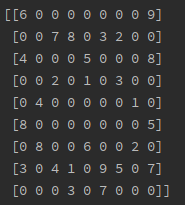 [[6 0 0 0 0 0 0 0 9]
[0 0 7 8 0 3 2 0 0]
[4 0 0 0 5 0 0 0 8]
[0 0 2 0 1 0 3 0 0]
[0 4 0 0 0 0 0 1 0]
[8 0 0 0 0 0 0 0 5]
[0 8 0 0 6 0 0 2 0]
[3 0 4 1 0 9 5 0 7]
[0 0 0 3 0 7 0 0 0]]